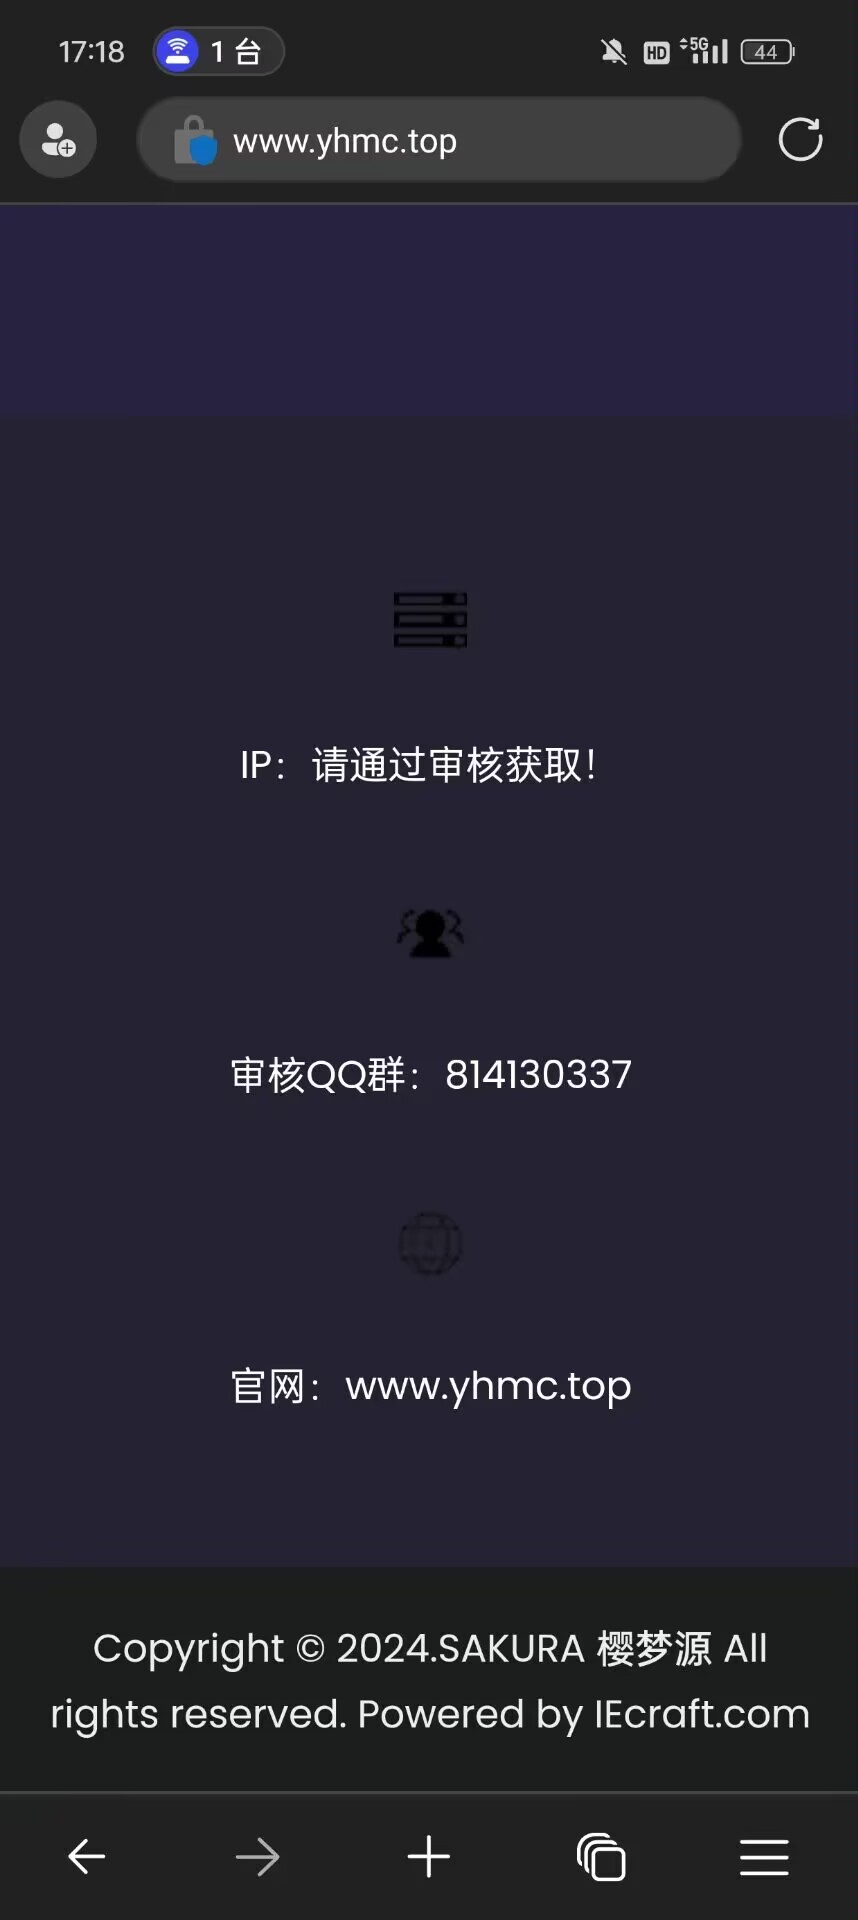 17:18
1 台
HD
5G
44
www.yhmc.top
IP：请通过审核获取！
审核QQ群：814130337
官网：www.yhmc.top
Copyright © 2024.SAKURA 樱梦源 All
rights reserved. Powered by IEcraft.com